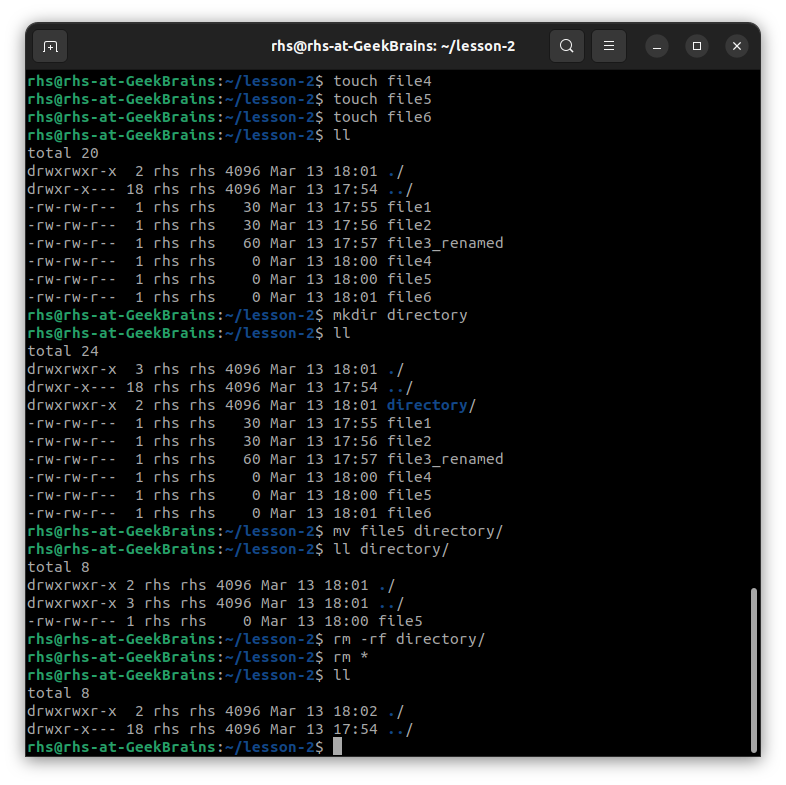 rhs@rhs-at-GeekBrains: ~/lesson-2
rhs@rhs-at-GeekBrains:~/lesson-2$ touch file4
rhs@rhs-at-GeekBrains:~/lesson-2$ touch file5
rhs@rhs-at-GeekBrains:~/lesson-2$ touch file6
rhs@rhs-at-GeekBrains:~/lesson-2$ ll
total 20
drwxrwxr-x  2 rhs rhs 4096 Mar 13 18:01 ./
drwxr-x--- 18 rhs rhs 4096 Mar 13 17:54 ../
-rw-rw-r--  1 rhs rhs   30 Mar 13 17:55 file1
-rw-rw-r--  1 rhs rhs   30 Mar 13 17:56 file2
-rw-rw-r--  1 rhs rhs   60 Mar 13 17:57 file3_renamed
-rw-rw-r--  1 rhs rhs    0 Mar 13 18:00 file4
-rw-rw-r--  1 rhs rhs    0 Mar 13 18:00 file5
-rw-rw-r--  1 rhs rhs    0 Mar 13 18:01 file6
rhs@rhs-at-GeekBrains:~/lesson-2$ mkdir directory
rhs@rhs-at-GeekBrains:~/lesson-2$ ll
total 24
drwxrwxr-x  3 rhs rhs 4096 Mar 13 18:01 ./
drwxr-x--- 18 rhs rhs 4096 Mar 13 17:54 ../
drwxrwxr-x  2 rhs rhs 4096 Mar 13 18:01 directory/
-rw-rw-r--  1 rhs rhs   30 Mar 13 17:55 file1
-rw-rw-r--  1 rhs rhs   30 Mar 13 17:56 file2
-rw-rw-r--  1 rhs rhs   60 Mar 13 17:57 file3_renamed
-rw-rw-r--  1 rhs rhs    0 Mar 13 18:00 file4
-rw-rw-r--  1 rhs rhs    0 Mar 13 18:00 file5
-rw-rw-r--  1 rhs rhs    0 Mar 13 18:01 file6
rhs@rhs-at-GeekBrains:~/lesson-2$ mv file5 directory/
rhs@rhs-at-GeekBrains:~/lesson-2$ ll directory/
total 8
drwxrwxr-x 2 rhs rhs 4096 Mar 13 18:01 ./
drwxrwxr-x 3 rhs rhs 4096 Mar 13 18:01 ../
-rw-rw-r-- 1 rhs rhs    0 Mar 13 18:00 file5
rhs@rhs-at-GeekBrains:~/lesson-2$ rm -rf directory/
rhs@rhs-at-GeekBrains:~/lesson-2$ rm *
rhs@rhs-at-GeekBrains:~/lesson-2$ ll
total 8
drwxrwxr-x  2 rhs rhs 4096 Mar 13 18:02 ./
drwxr-x--- 18 rhs rhs 4096 Mar 13 17:54 ../
rhs@rhs-at-GeekBrains:~/lesson-2$